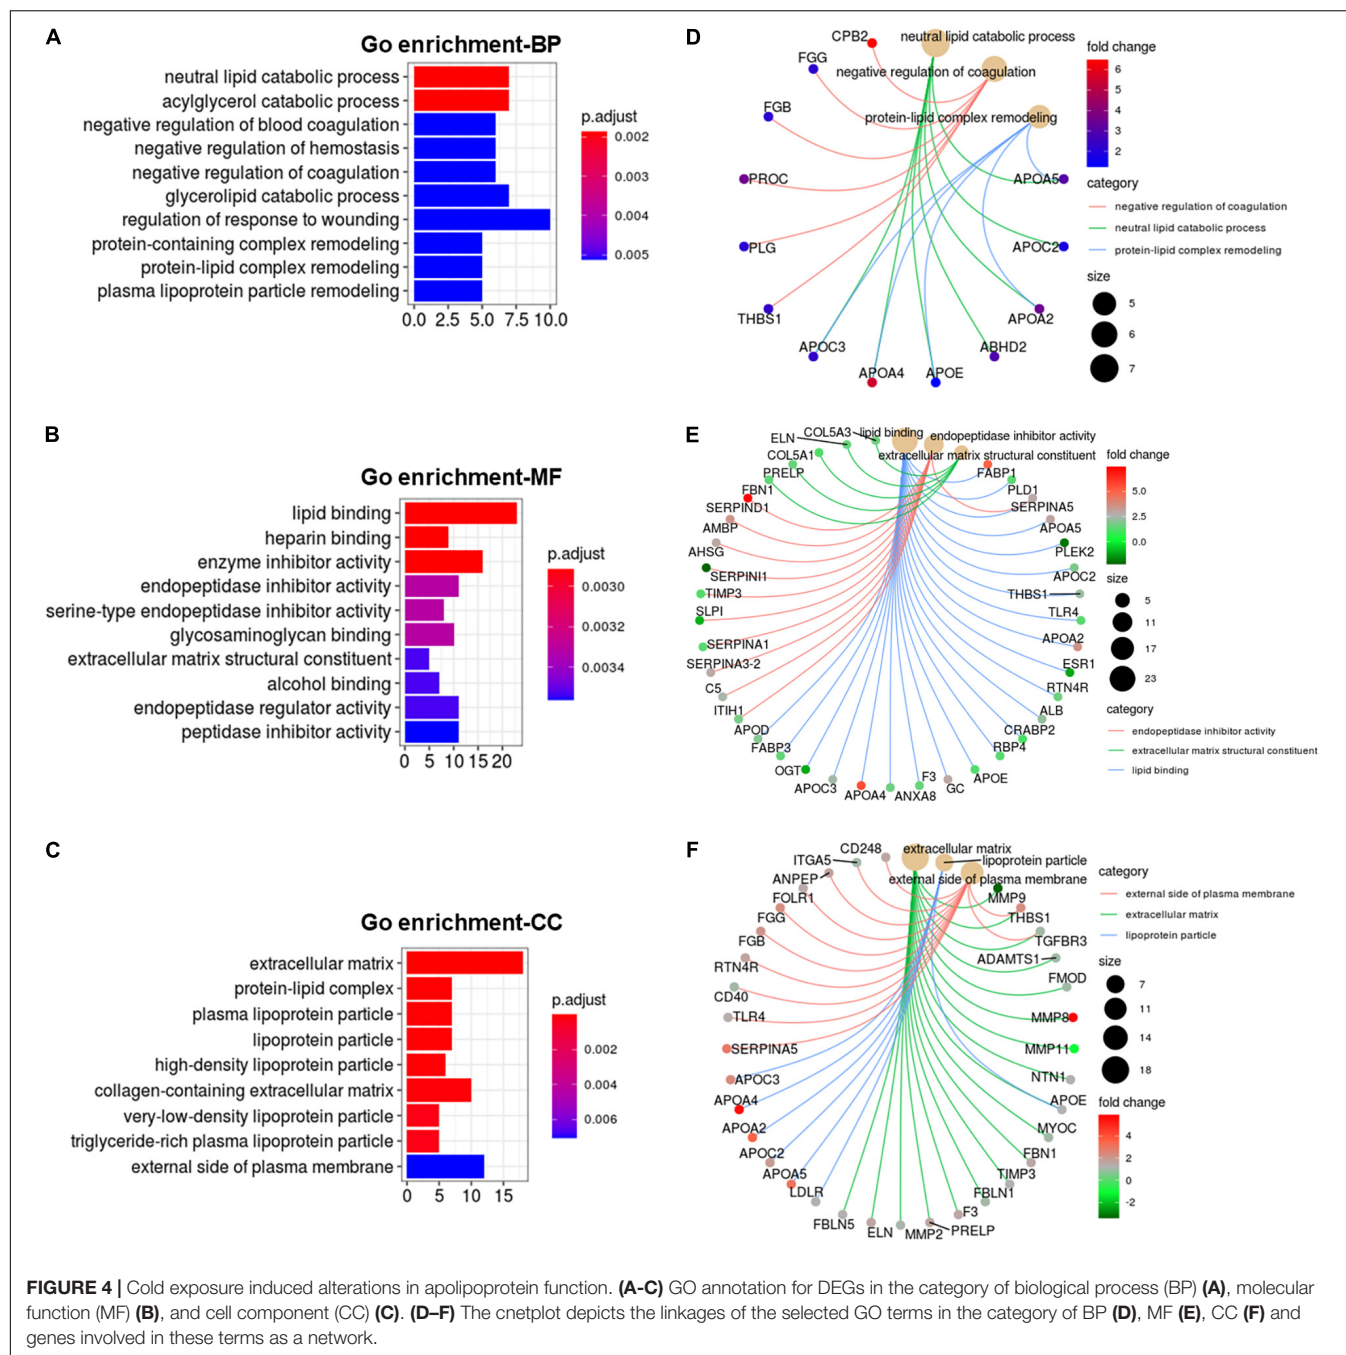 A
Go enrichment-BP
neutral lipid catabolic process
acylglycerol catabolic process
negative regulation of blood coagulation
negative regulation of hemostasis
negative regulation of coagulation
glycerolipid catabolic process
regulation of response to wounding
protein-containing complex remodeling
protein-lipid complex remodeling
plasma lipoprotein particle remodeling
0.0 2.5 5.0 7.5 10.0
p.adjust
0.002
0.003
0.004
0.005
D
CPB2
neutral lipid catabolic process
FGG
negative regulation of coagulation
FGB
protein-lipid complex remodeling
PROC
APOA5
PLG
APOC2
THBS1
APOA2
APOC3
ABHD2
APOA4
APOE
fold change
6
5
4
3
2
category
negative regulation of coagulation
neutral lipid catabolic process
protein-lipid complex remodeling
size
5
6
7
B
Go enrichment-MF
lipid binding
heparin binding
enzyme inhibitor activity
endopeptidase inhibitor activity
serine-type endopeptidase inhibitor activity
glycosaminoglycan binding
extracellular matrix structural constituent
alcohol binding
endopeptidase regulator activity
peptidase inhibitor activity
0 5 10 15 20
p.adjust
0.0030
0.0032
0.0034
E
COL5A3
lipid binding
endopeptidase inhibitor activity
ELN
extracellular matrix structural constituent
COL5A1
PRELP
FABP1
FBN1
PLD1
SERPIND1
SERPINA5
AMBP
APOA5
AHSG
PLEK2
SERPINI1
APOC2
TIMP3
THBS1
SLPI
TLR4
SERPINA1
APOA2
SERPINA3-2
ESR1
C5
RTN4R
ITIH1
ALB
APOD
CRABP2
FABP3
RBP4
OGT
APOE
APOC3
GC
APOA4
F3
ANXA8
fold change
5.0
2.5
0.0
size
5
11
17
23
category
endopeptidase inhibitor activity
extracellular matrix structural constituent
lipid binding
C
Go enrichment-CC
extracellular matrix
protein-lipid complex
plasma lipoprotein particle
lipoprotein particle
high-density lipoprotein particle
collagen-containing extracellular matrix
very-low-density lipoprotein particle
triglyceride-rich plasma lipoprotein particle
external side of plasma membrane
0 5 10 15
p.adjust
0.002
0.004
0.006
F
CD248
extracellular matrix
ITGA5
lipoprotein particle
ANPEP
external side of plasma membrane
FOLR1
MMP9
FGG
THBS1
FGB
TGFBR3
RTN4R
ADAMTS1
CD40
FMOD
TLR4
MMP8
SERPINA5
MMP11
APOC3
NTN1
APOA4
APOE
APOA2
MYOC
APOC2
FBN1
APOA5
TIMP3
LDLR
FBLN1
FBLN5
F3
ELN
PRELP
MMP2
category
external side of plasma membrane
extracellular matrix
lipoprotein particle
size
7
11
14
18
fold change
4
2
0
-2
FIGURE 4 | Cold exposure induced alterations in apolipoprotein function. (A-C) GO annotation for DEGs in the category of biological process (BP) (A), molecular
function (MF) (B), and cell component (CC) (C). (D–F) The cnetplot depicts the linkages of the selected GO terms in the category of BP (D), MF (E), CC (F) and
genes involved in these terms as a network.